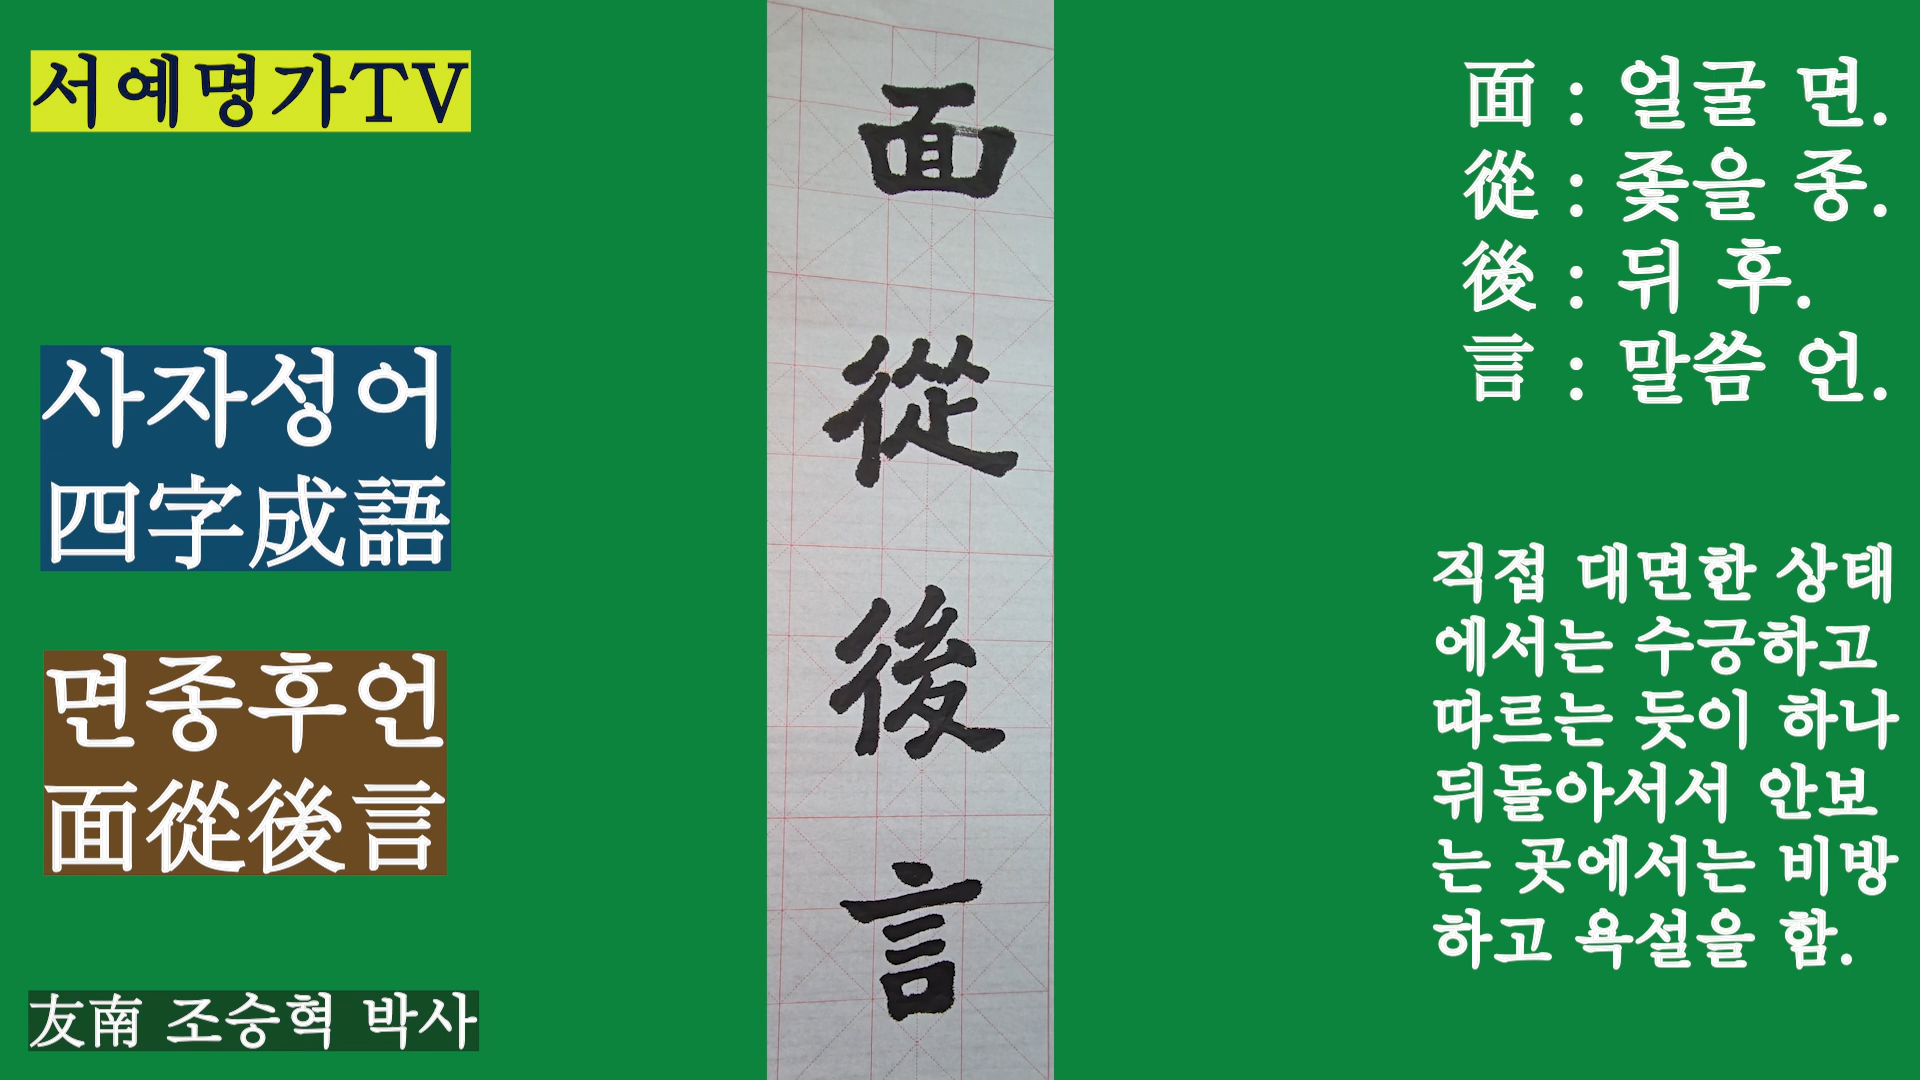 서예명가TV
사자성어
四字成語
면종후언
面從後言
友南 조승혁 박사
面
從
後
言
面 : 얼굴 면.
從 : 좇을 종.
後 : 뒤 후.
言 : 말씀 언.
직접 대면한 상태
에서는 수긍하고
따르는 듯이 하나
뒤돌아서서 안보
는 곳에서는 비방
하고 욕설을 함.